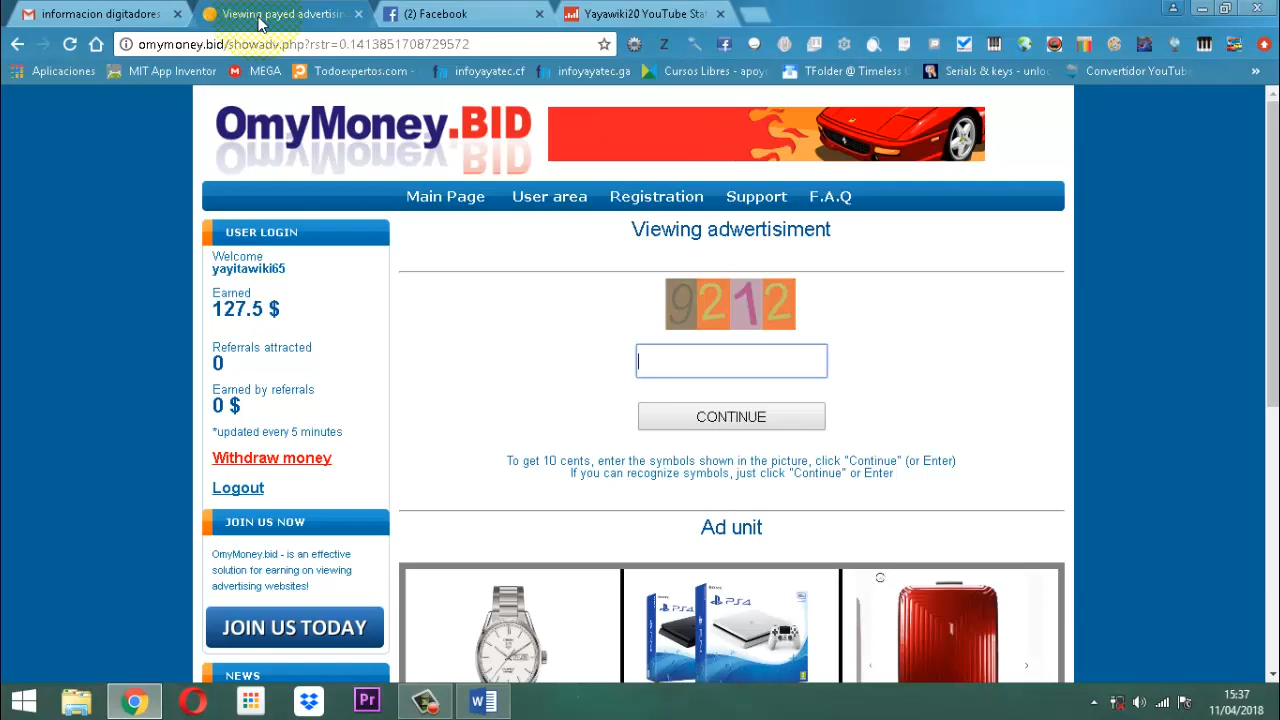 informacion digitadores
Viewing payed advertisin
(2) Facebook
Yayawiki20 YouTube Stat
omymoney.bid/showadv.php?rstr=0.1413851708729572
Aplicaciones
MIT App Inventor
MEGA
Todoexpertos.com -
infoyayatec.cf
infoyayatec.ga
Cursos Libres - apoy
TFolder @ Timeless
Serials & keys - unloc
Convertidor YouTub
»
OmyMoney.BID
Main Page
User area
Registration
Support
F.A.Q
USER LOGIN
Welcome
yayitawiki65
Earned
127.5 $
Referrals attracted
0
Earned by referrals
0 $
*updated every 5 minutes
Withdraw money
Logout
JOIN US NOW
OmyMoney.bid - is an effective
solution for earning on viewing
advertising websites!
JOIN US TODAY
NEWS
Viewing adwertisiment
9212
CONTINUE
To get 10 cents, enter the symbols shown in the picture, click "Continue" (or Enter)
If you can recognize symbols, just click "Continue" or Enter
Ad unit
PS4
PS4
Pr
15:37
11/04/2018